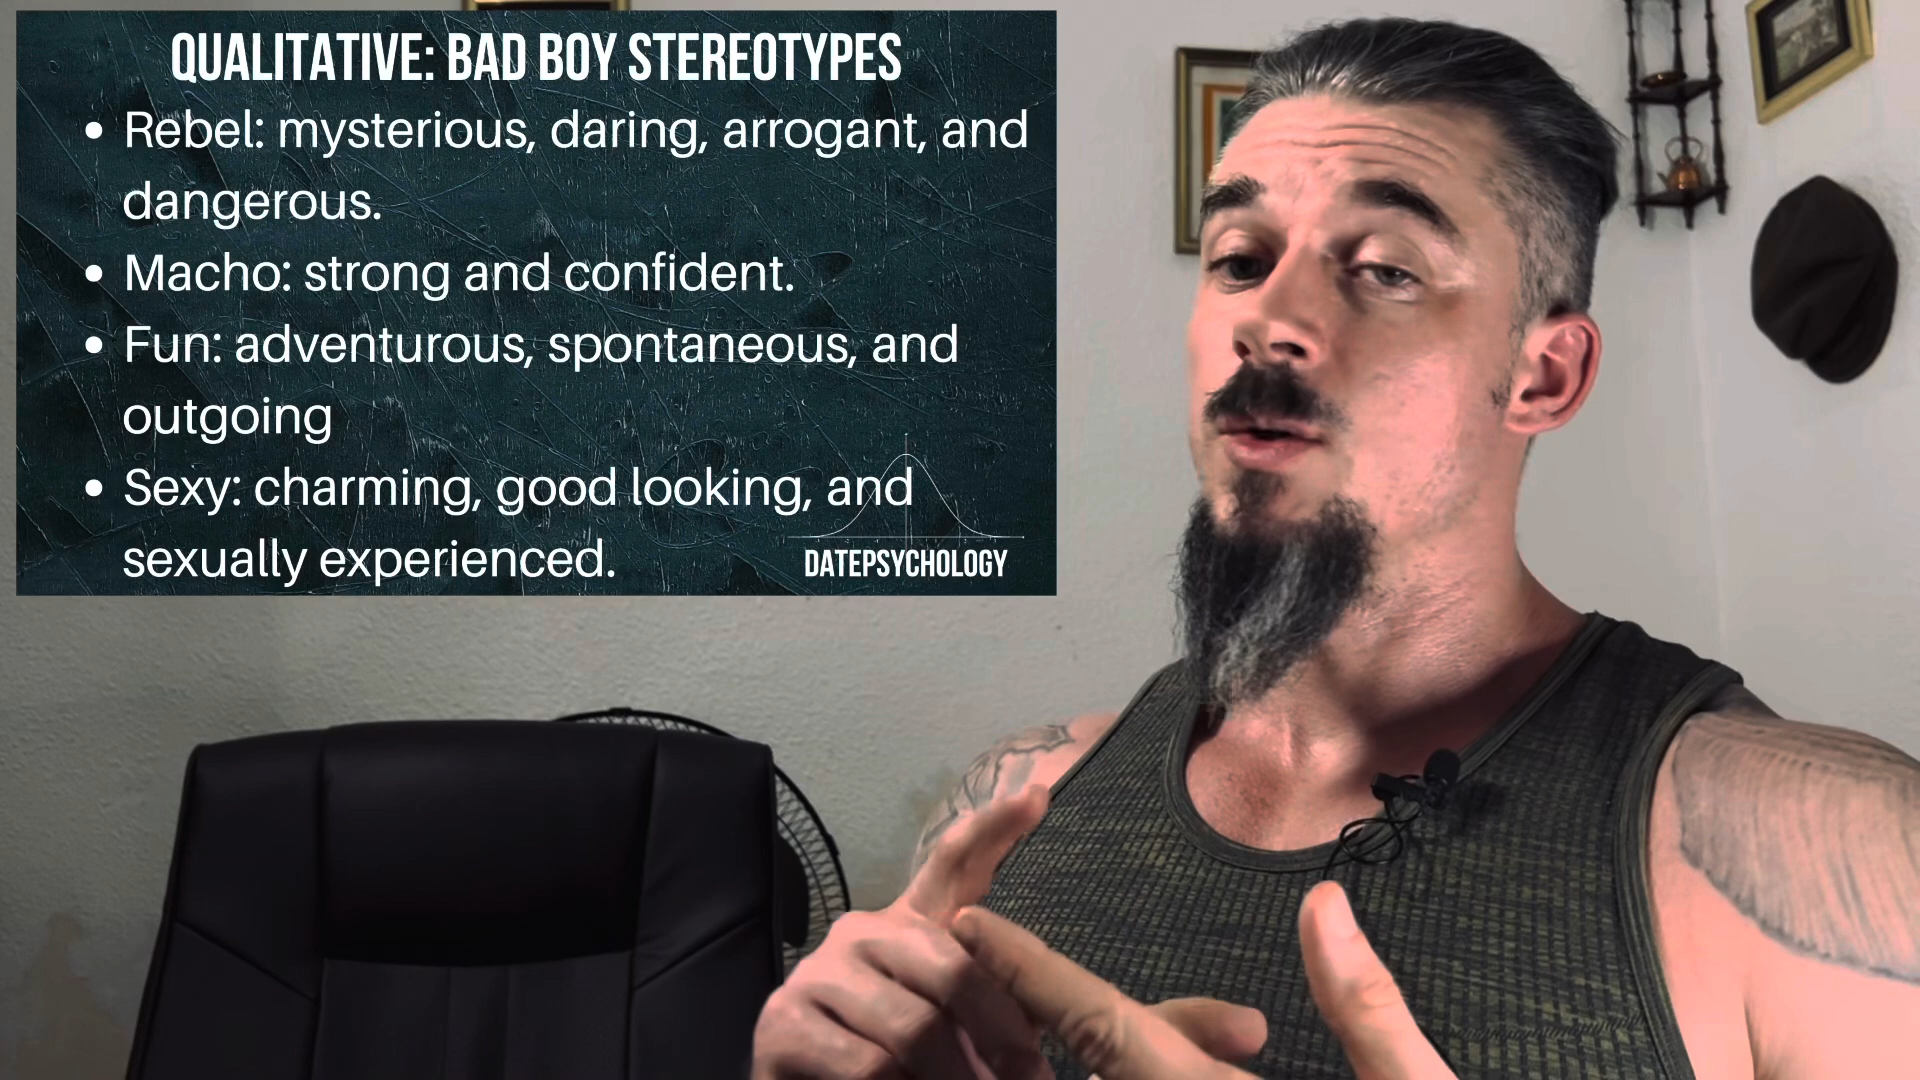 QUALITATIVE: BAD BOY STEREOTYPES
• Rebel: mysterious, daring, arrogant, and
dangerous.
• Macho: strong and confident.
• Fun: adventurous, spontaneous, and
outgoing
• Sexy: charming, good looking, and
sexually experienced.
DATEPSYCHOLOGY